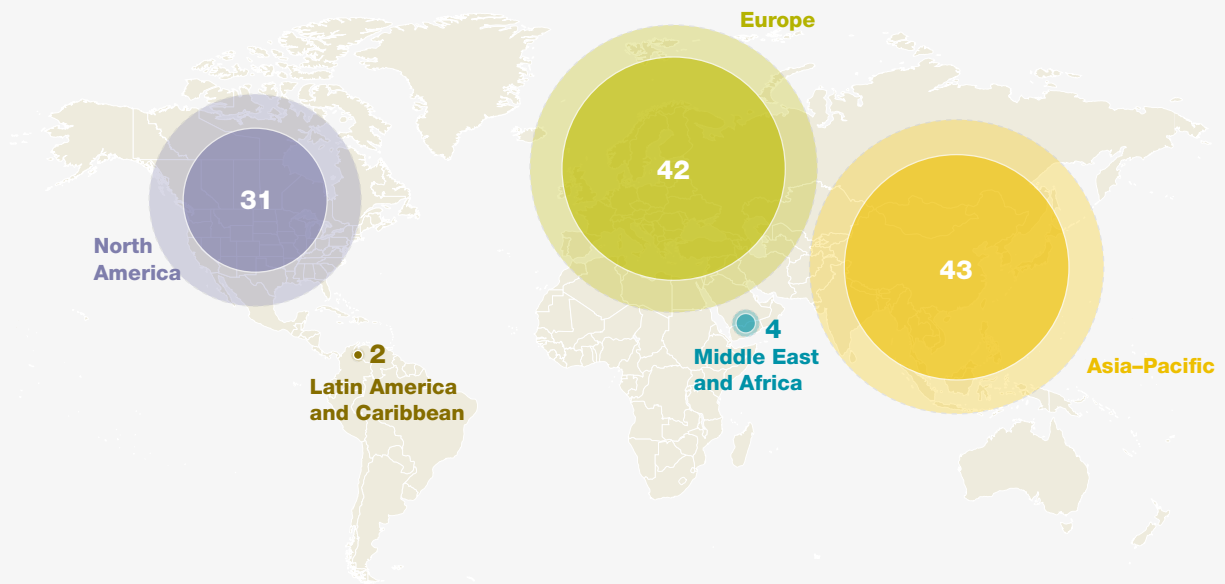 Europe
42
31
North
America
43
4
Middle East
and Africa
2
Latin America
and Caribbean
Asia–Pacific